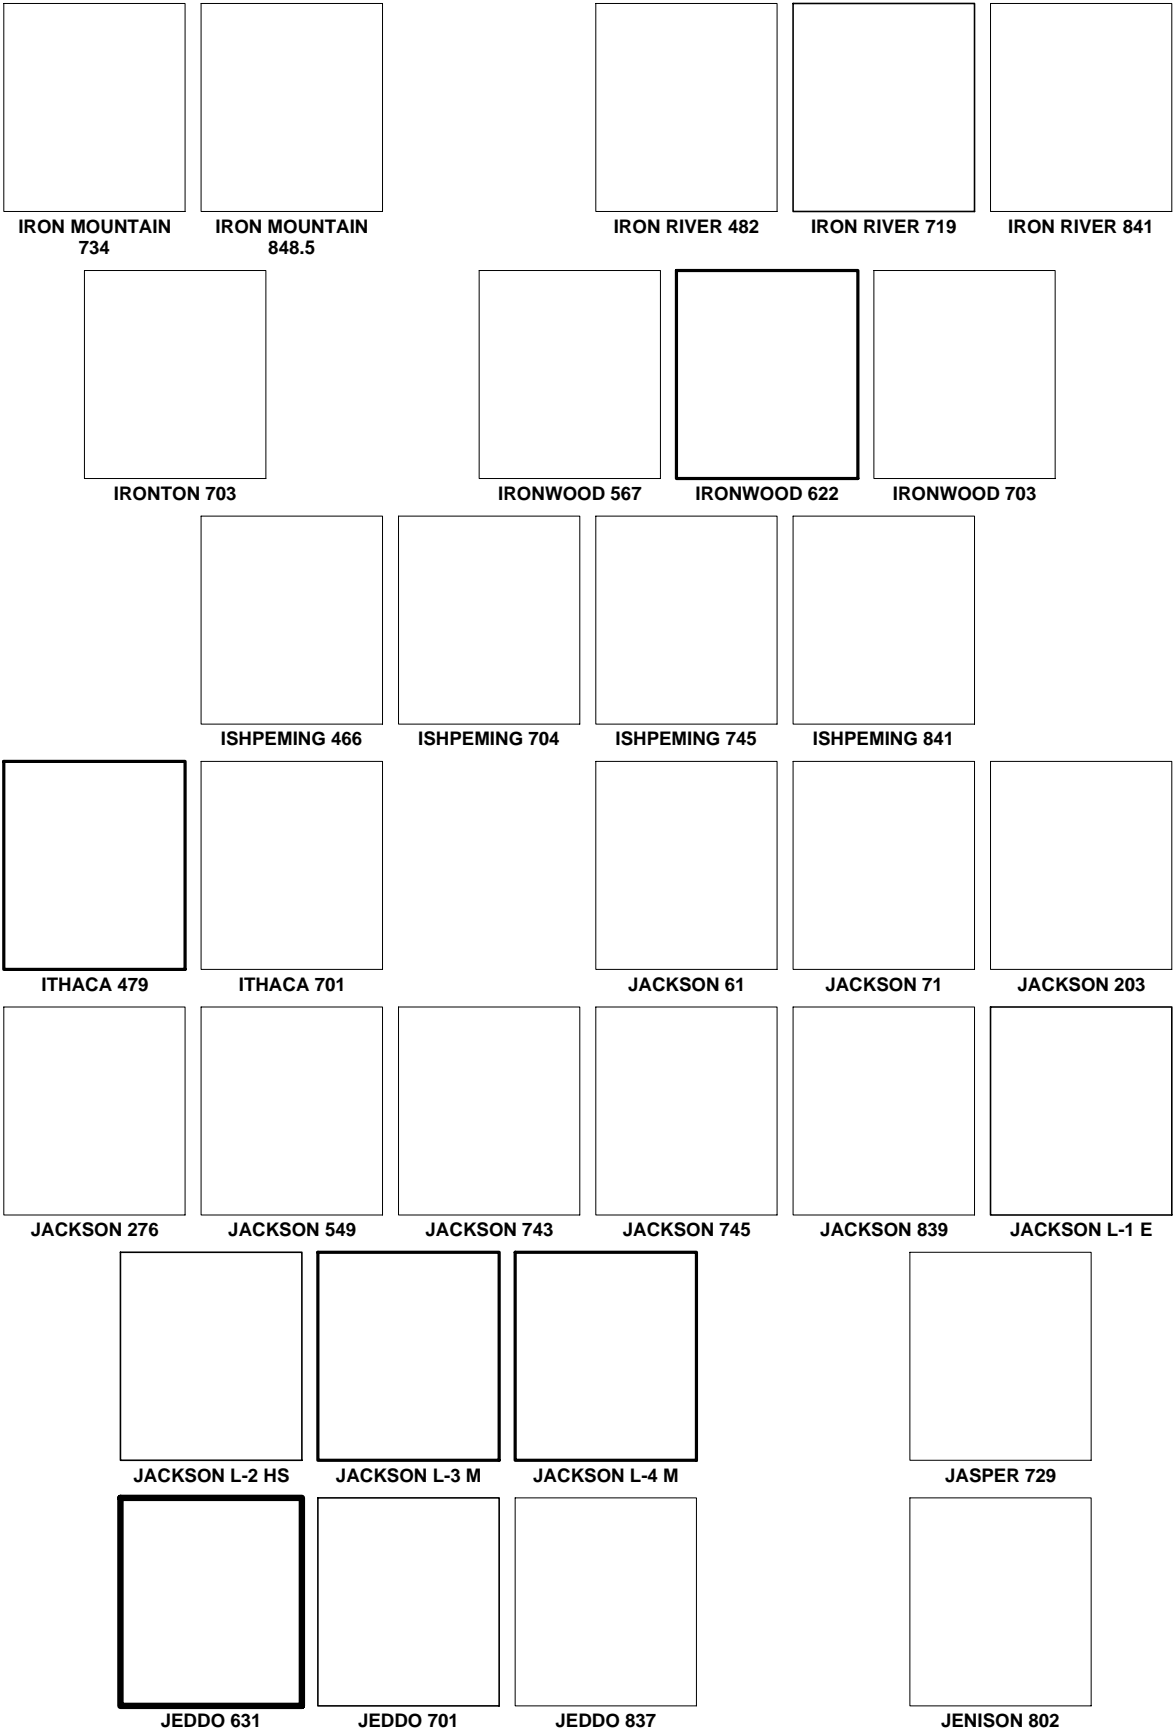 IRON MOUNTAIN
734
IRON MOUNTAIN
848.5
IRON RIVER 482
IRON RIVER 719
IRON RIVER 841
IRONTON 703
IRONWOOD 567
IRONWOOD 622
IRONWOOD 703
ISHPEMING 466
ISHPEMING 704
ISHPEMING 745
ISHPEMING 841
ITHACA 479
ITHACA 701
JACKSON 61
JACKSON 71
JACKSON 203
JACKSON 276
JACKSON 549
JACKSON 743
JACKSON 745
JACKSON 839
JACKSON L-1 E
JACKSON L-2 HS
JACKSON L-3 M
JACKSON L-4 M
JASPER 729
JEDDO 631
JEDDO 701
JEDDO 837
JENISON 802